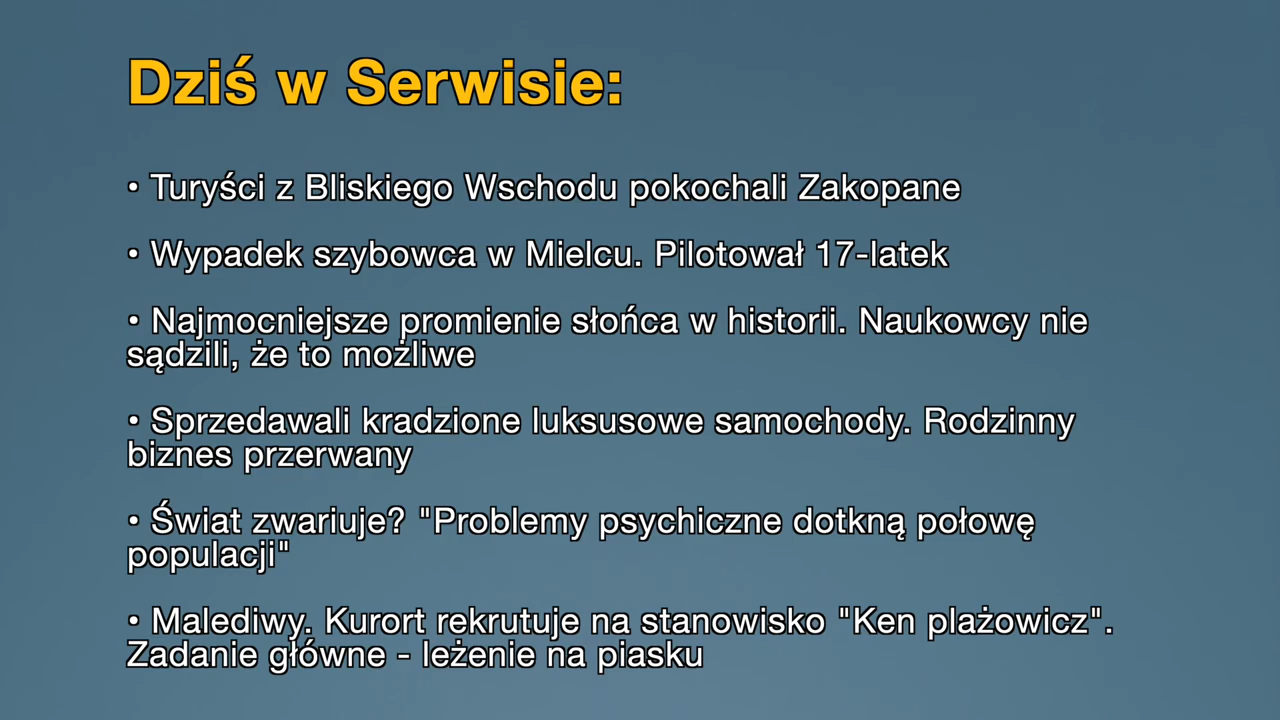 Dziś w Serwisie:
• Turyści z Bliskiego Wschodu pokochali Zakopane
• Wypadek szybowca w Mielcu. Pilotował 17-latek
• Najmocniejsze promienie słońca w historii. Naukowcy nie
sądzili, że to możliwe
• Sprzedawali kradzione luksusowe samochody. Rodzinny
biznes przerwany
• Świat zwariuje? "Problemy psychiczne dotkną połowę
populacji"
• Malediwy. Kurort rekrutuje na stanowisko "Ken plażowicz".
Zadanie główne - leżenie na piasku